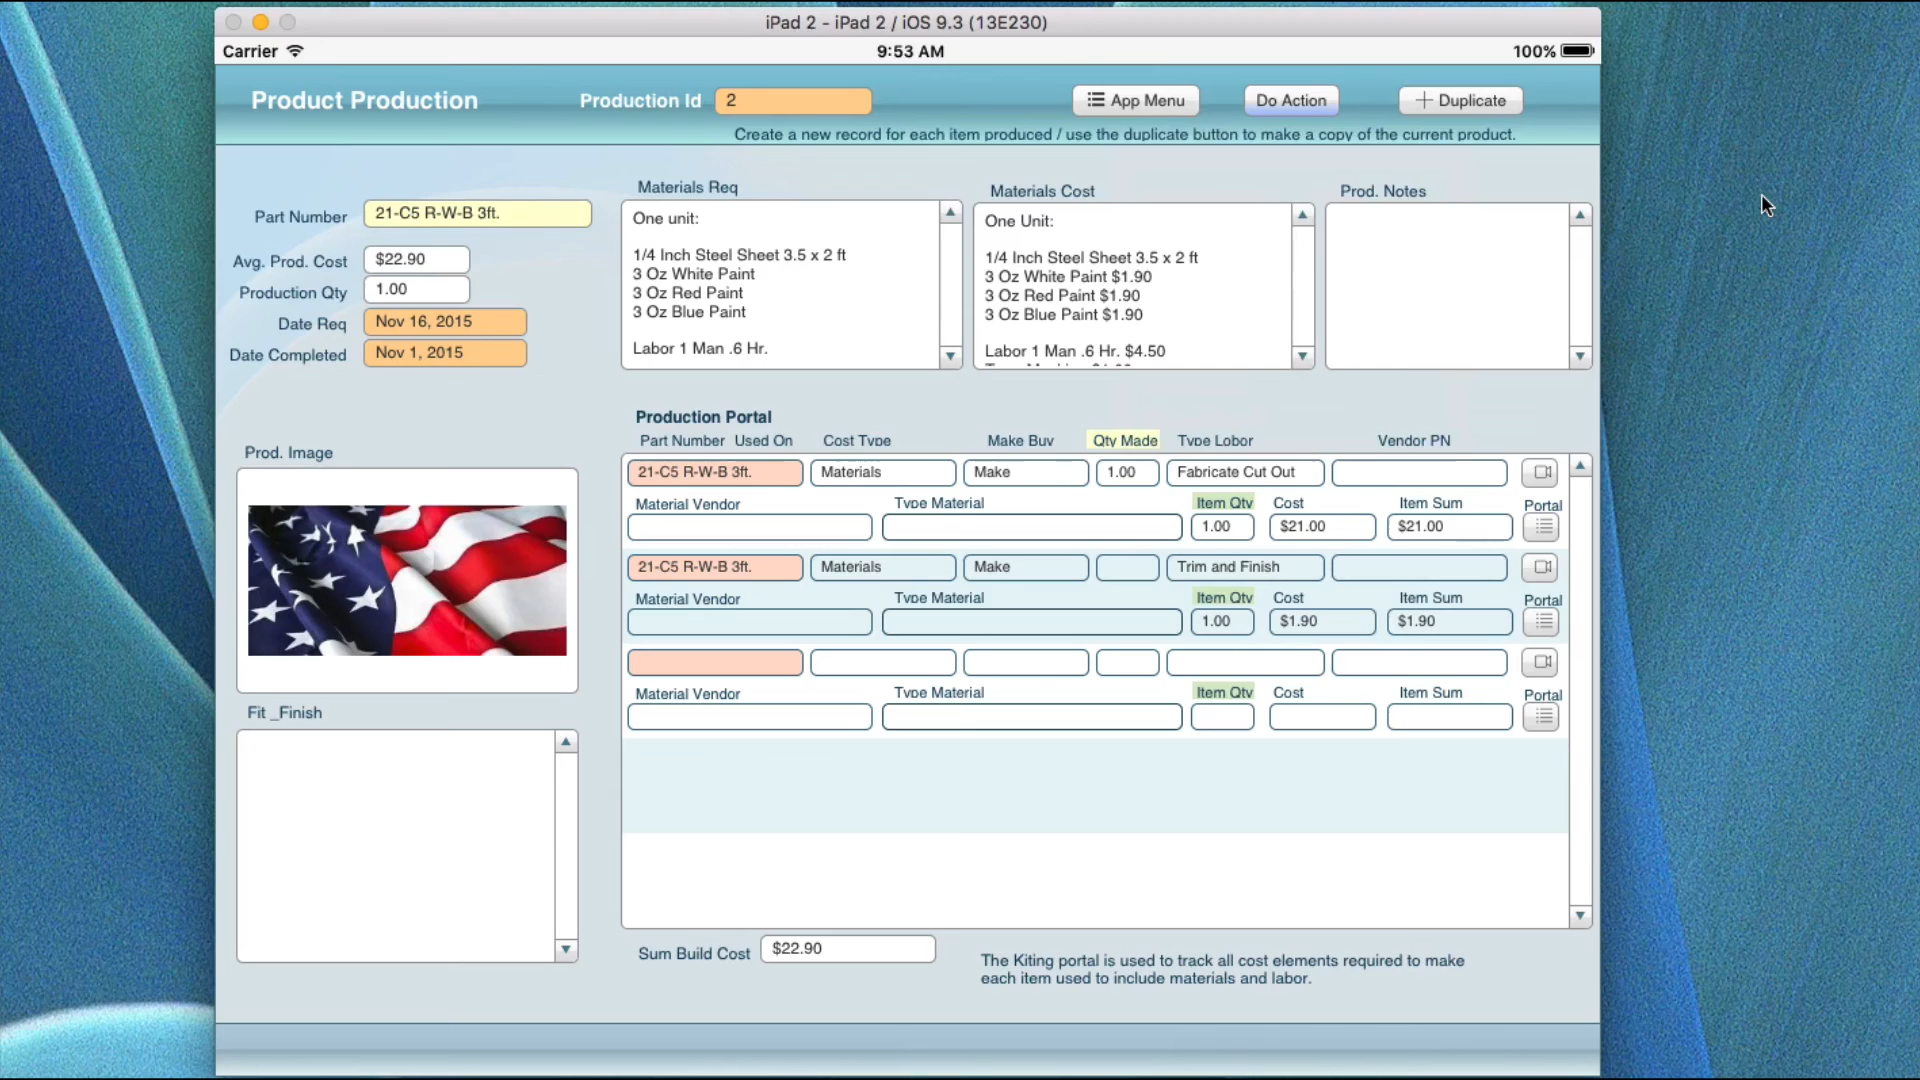 iPad 2 - iPad 2 / iOS 9.3 (13E230)
Carrier 9:53 AM 100%
Product Production Production Id 2 App Menu Do Action Duplicate
Create a new record for each item produced / use the duplicate button to make a copy of the current product.
Part Number 21-C5 R-W-B 3ft.
Avg. Prod. Cost $22.90
Production Qty 1.00
Date Req Nov 16, 2015
Date Completed Nov 1, 2015
Materials Req
One unit:
1/4 Inch Steel Sheet 3.5 x 2 ft
3 Oz White Paint
3 Oz Red Paint
3 Oz Blue Paint
Labor 1 Man .6 Hr.
Materials Cost
One Unit:
1/4 Inch Steel Sheet 3.5 x 2 ft
3 Oz White Paint $1.90
3 Oz Red Paint $1.90
3 Oz Blue Paint $1.90
Labor 1 Man .6 Hr. $4.50
Prod. Notes
Prod. Image
Fit _Finish
Production Portal
Part Number Used On Cost Type Make Buy Qty Made Type Lobor Vendor PN
21-C5 R-W-B 3ft. Materials Make 1.00 Fabricate Cut Out
Material Vendor Type Material Item Qty Cost Item Sum Portal
1.00 $21.00 $21.00
21-C5 R-W-B 3ft. Materials Make Trim and Finish
Material Vendor Type Material Item Qty Cost Item Sum Portal
1.00 $1.90 $1.90
Material Vendor Type Material Item Qty Cost Item Sum Portal
Sum Build Cost $22.90
The Kiting portal is used to track all cost elements required to make
each item used to include materials and labor.